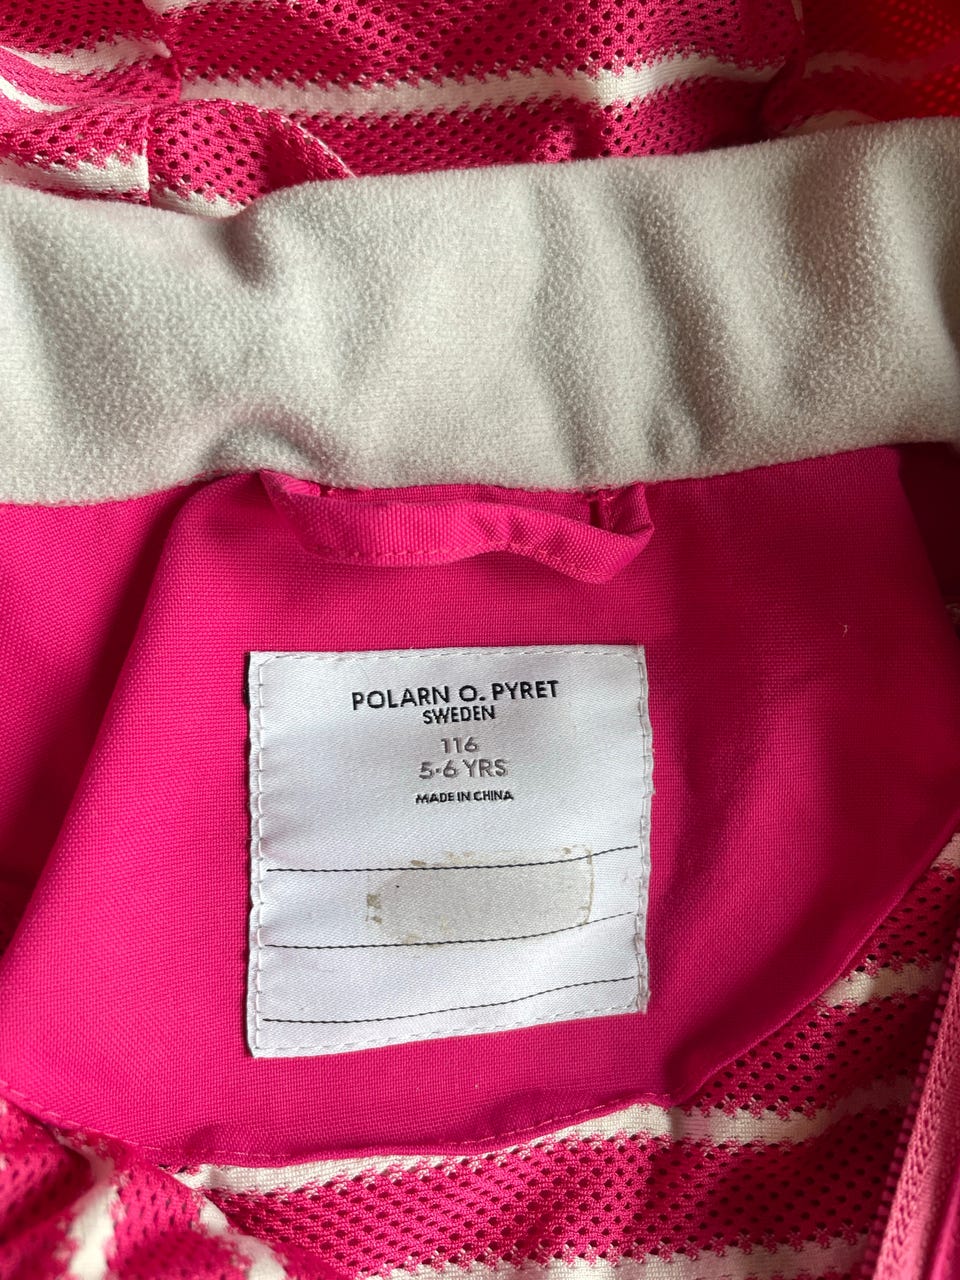 POLARN O. PYRET
SWEDEN
116
5-6 YRS
MADE IN CHINA